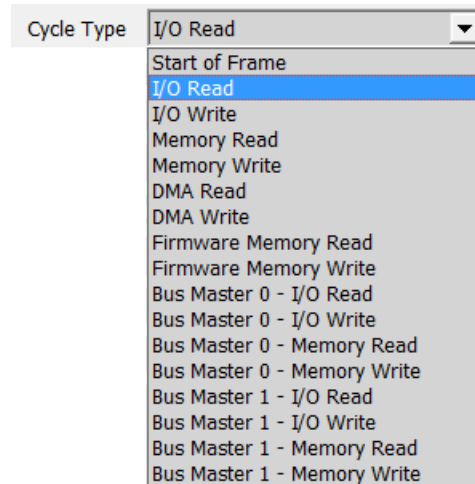 Cycle Type I/O Read
Start of Frame
I/O Read
I/O Write
Memory Read
Memory Write
DMA Read
DMA Write
Firmware Memory Read
Firmware Memory Write
Bus Master 0 - I/O Read
Bus Master 0 - I/O Write
Bus Master 0 - Memory Read
Bus Master 0 - Memory Write
Bus Master 1 - I/O Read
Bus Master 1 - I/O Write
Bus Master 1 - Memory Read
Bus Master 1 - Memory Write